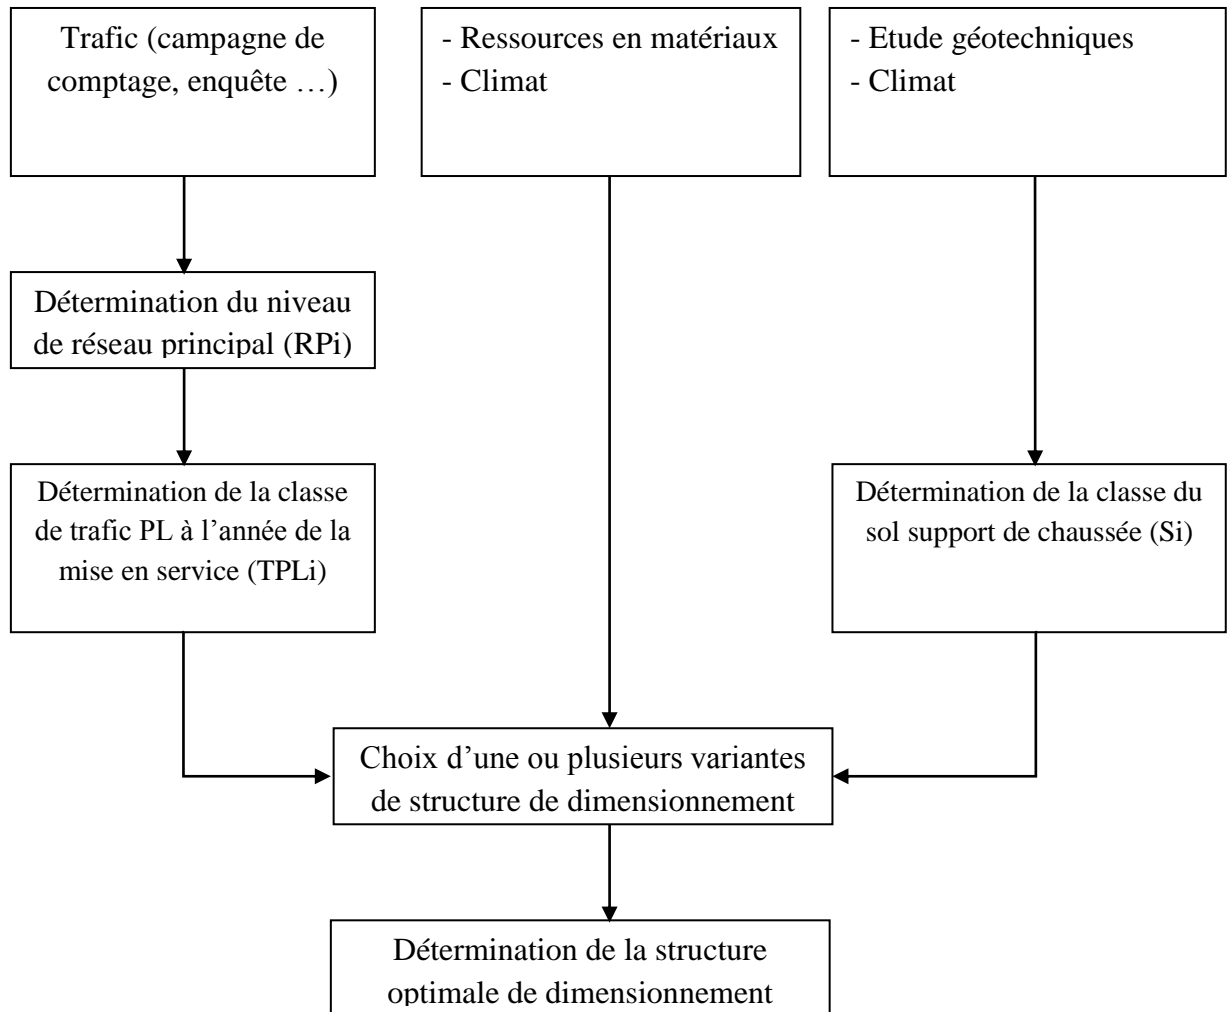 Trafic (campagne de
comptage, enquête …)
- Ressources en matériaux
- Climat
- Etude géotechniques
- Climat
Détermination du niveau
de réseau principal (RPi)
Détermination de la classe
de trafic PL à l’année de la
mise en service (TPLi)
Détermination de la classe du
sol support de chaussée (Si)
Choix d’une ou plusieurs variantes
de structure de dimensionnement
Détermination de la structure
optimale de dimensionnement